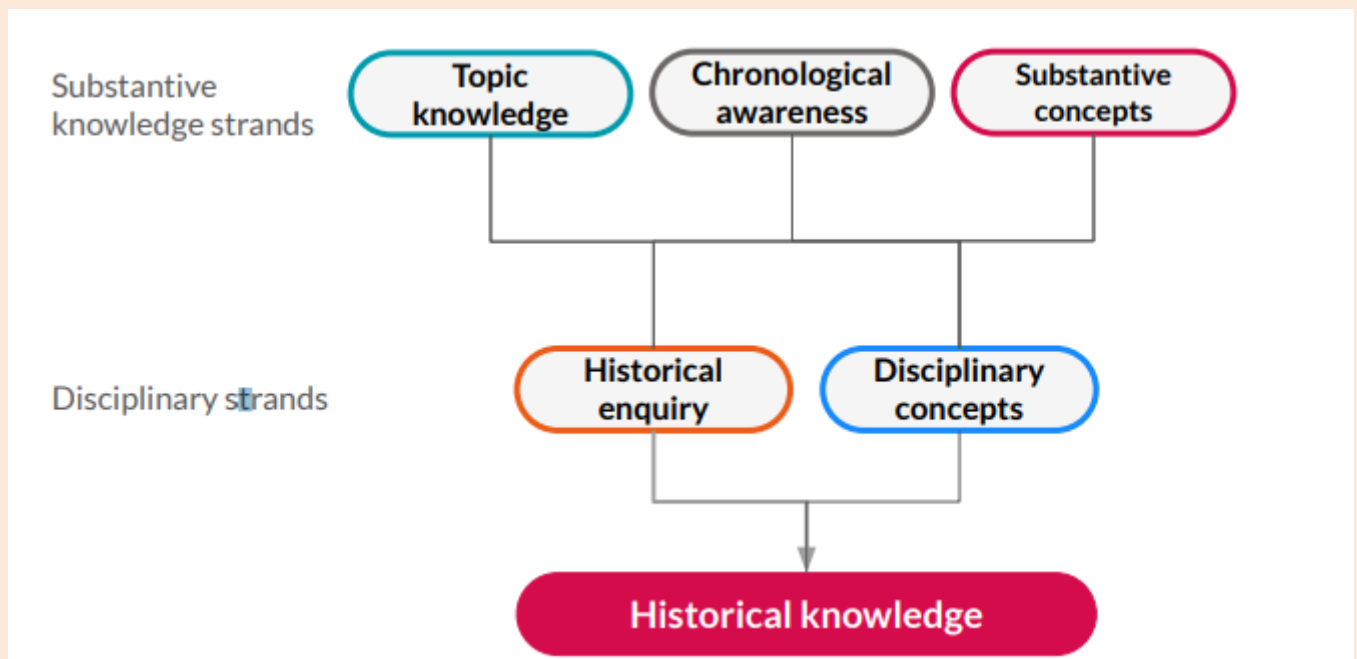 Substantive
knowledge strands
Topic
knowledge
Chronological
awareness
Substantive
concepts
Disciplinary strands
Historical
enquiry
Disciplinary
concepts
Historical knowledge